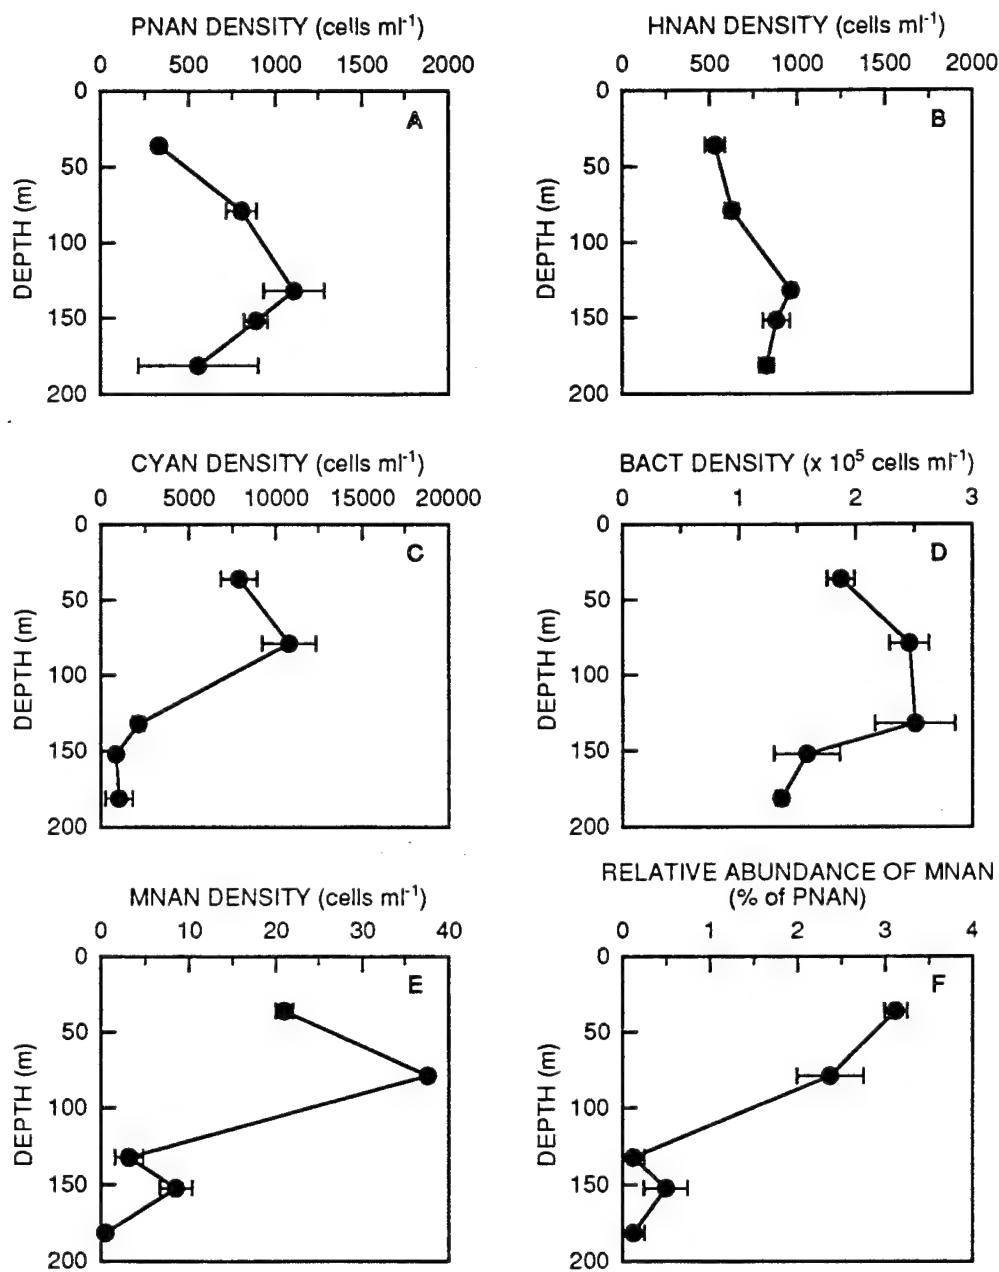 PNAN DENSITY (cells ml⁻¹)
0 500 1000 1500 2000
0
50
100
150
200
DEPTH (m)
A
HNAN DENSITY (cells ml⁻¹)
0 500 1000 1500 2000
0
50
100
150
200
DEPTH (m)
B
CYAN DENSITY (cells ml⁻¹)
0 5000 10000 15000 20000
0
50
100
150
200
DEPTH (m)
C
BACT DENSITY (x 10⁵ cells ml⁻¹)
0 1 2 3
0
50
100
150
200
DEPTH (m)
D
MNAN DENSITY (cells ml⁻¹)
0 20 20 40
0
50
100
150
200
DEPTH (m)
E
RELATIVE ABUNDANCE OF MNAN
(% of PNAN)
0 1 2 3 4
0
50
100
150
200
DEPTH (m)
F